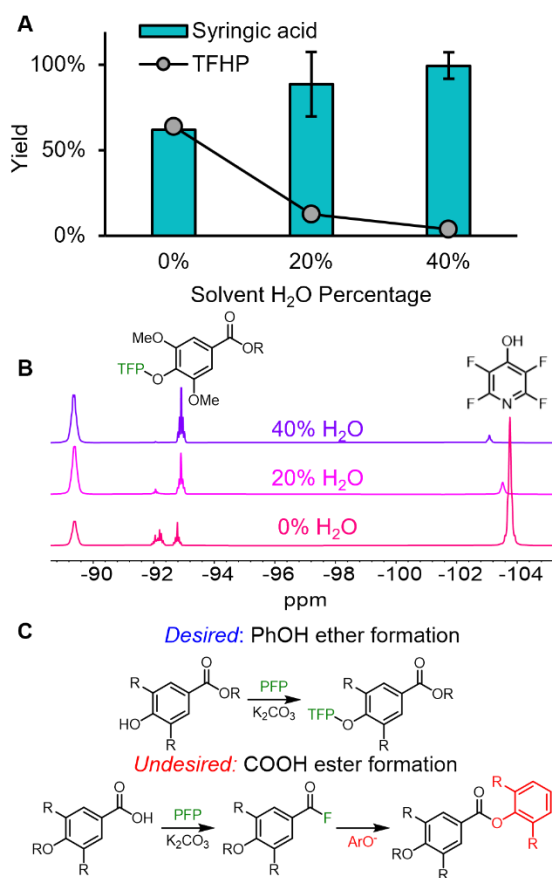 A
Syringic acid
TFHP
100%
50%
0%
Yield
0% 20% 40%
Solvent H₂O Percentage
B
MeO
O
OR
TFP
O
OMe
OH
F F
F N F
40% H₂O
20% H₂O
0% H₂O
-90 -92 -94 -96 -98 -100 -102 -104
ppm
C
Desired: PhOH ether formation
R O
OR
HO
R
PFP
K₂CO₃
R O
OR
TFP
O
R
Undesired: COOH ester formation
R O
OH
RO
R
PFP
K₂CO₃
R O
F
RO
R
ArO⁻
R O
O
RO
R
R
R